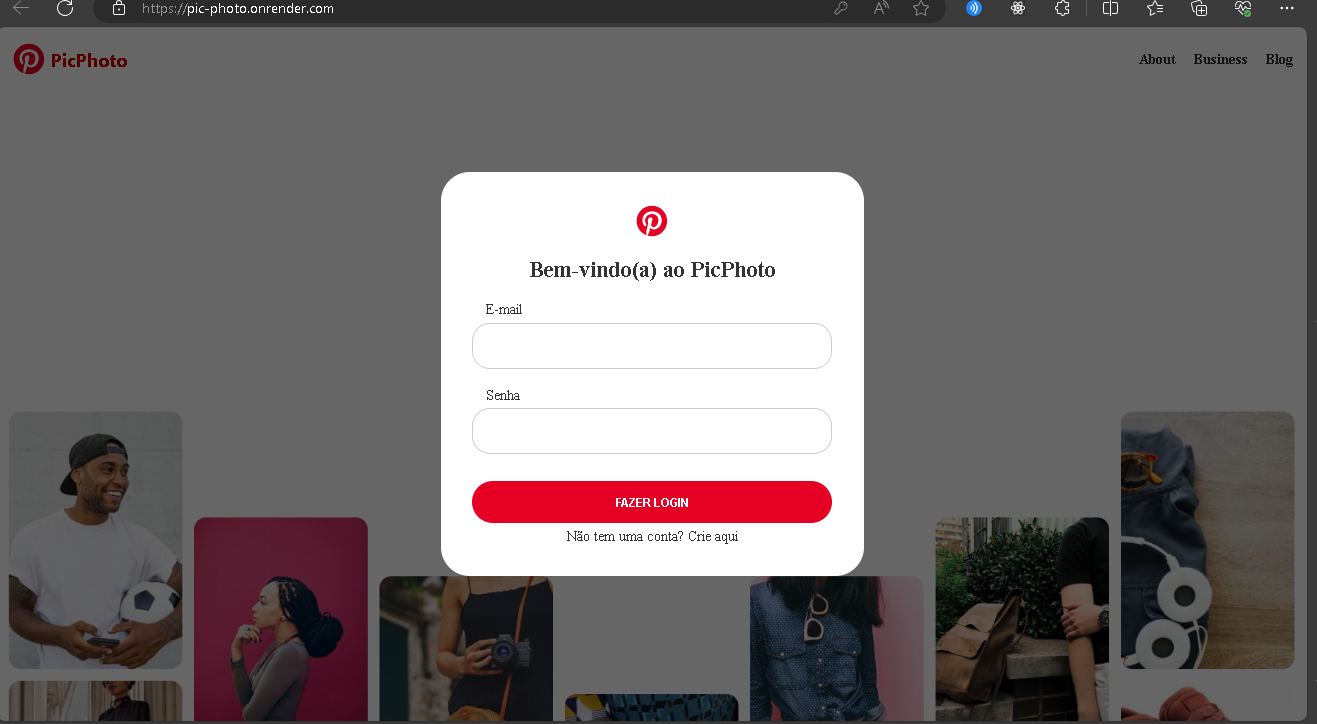 https://pic-photo.onrender.com
PicPhoto
About Business Blog
Bem-vindo(a) ao PicPhoto
E-mail
Senha
FAZER LOGIN
Não tem uma conta? Crie aqui